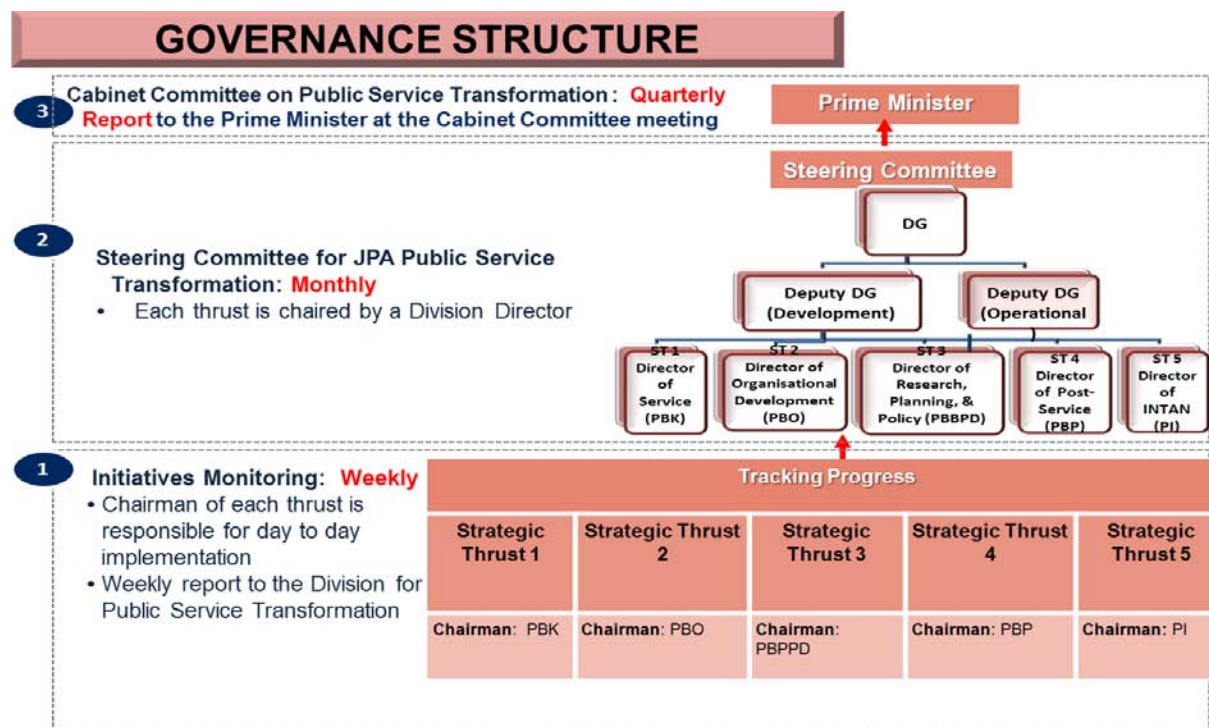 GOVERNANCE STRUCTURE
3
Cabinet Committee on Public Service Transformation: Quarterly
Report to the Prime Minister at the Cabinet Committee meeting
Prime Minister
Steering Committee
DG
2
Steering Committee for JPA Public Service
Transformation: Monthly
• Each thrust is chaired by a Division Director
Deputy DG
(Development)
Deputy DG
(Operational
)
ST 1
Director
of
Service
(PBK)
ST 2
Director of
Organisational
Development
(PBO)
ST 3
Director of
Research,
Planning, &
Policy (PBBPD)
ST 4
Director
of Post-
Service
(PBP)
ST 5
Director
of
INTAN
(PI)
1
Initiatives Monitoring: Weekly
• Chairman of each thrust is
responsible for day to day
implementation
• Weekly report to the Division for
Public Service Transformation
Tracking Progress
Strategic
Thrust 1
Strategic Thrust
2
Strategic
Thrust 3
Strategic Thrust
4
Strategic
Thrust 5
Chairman: PBK
Chairman: PBO
Chairman:
PBPPD
Chairman: PBP
Chairman: PI